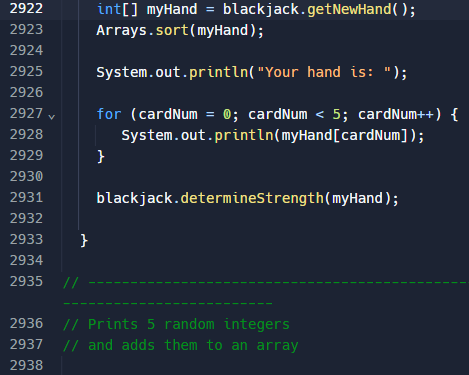 2922 int[] myHand = blackjack.getNewHand();
2923 Arrays.sort(myHand);
2924
2925 System.out.println("Your hand is: ");
2926
2927 for (cardNum = 0; cardNum < 5; cardNum++) {
2928 System.out.println(myHand[cardNum]);
2929 }
2930
2931 blackjack.determineStrength(myHand);
2932
2933 }
2934
2935 // ----------------------------------------------
-------------------------
2936 // Prints 5 random integers
2937 // and adds them to an array
2938